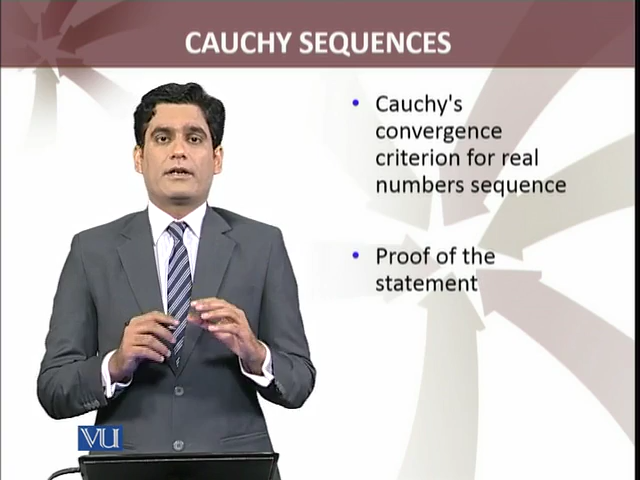 CAUCHY SEQUENCES
• Cauchy's
convergence
criterion for real
numbers sequence
• Proof of the
statement
VU